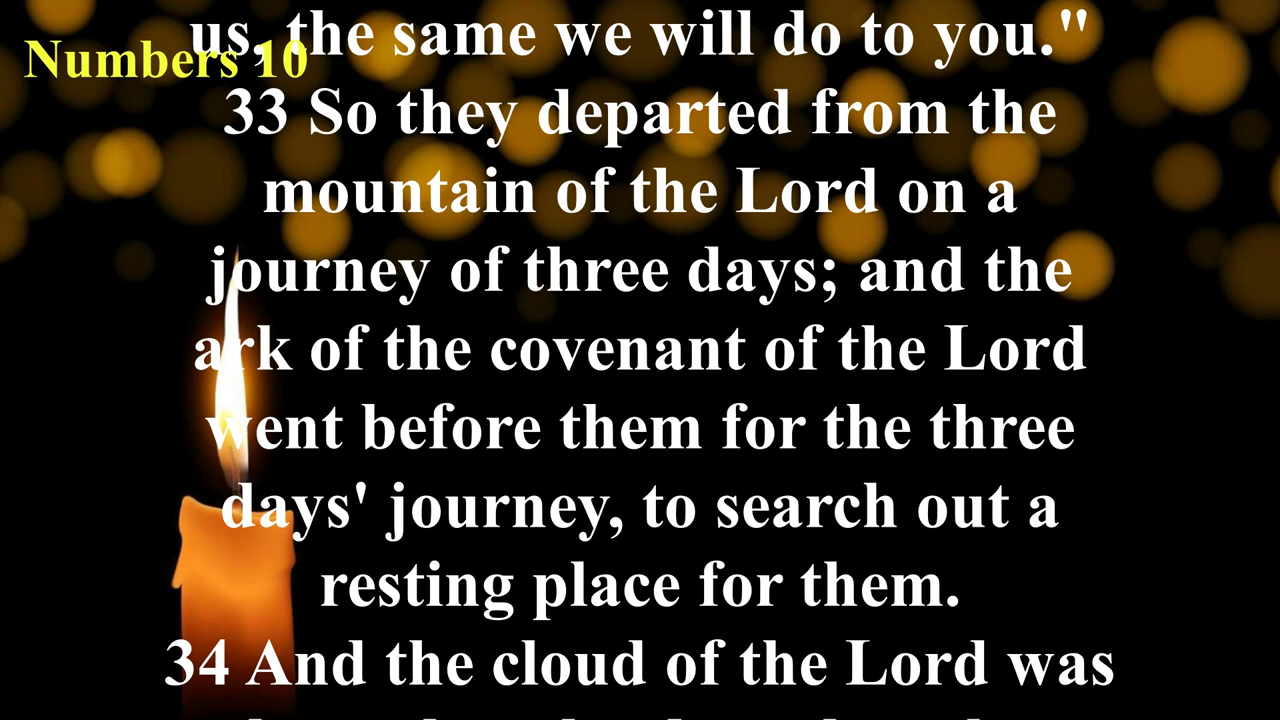 Numbers 10
us, the same we will do to you."
33 So they departed from the
mountain of the Lord on a
journey of three days; and the
ark of the covenant of the Lord
went before them for the three
days' journey, to search out a
resting place for them.
34 And the cloud of the Lord was